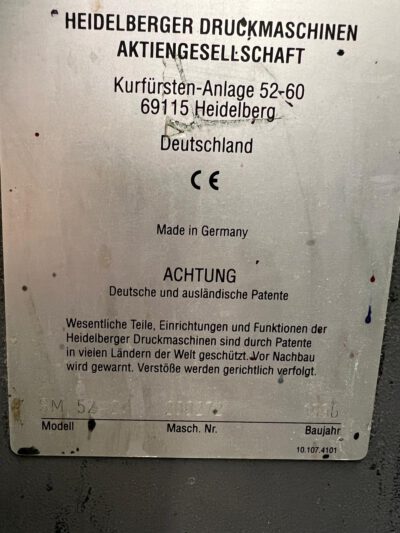 HEIDELBERGER DRUCKMASCHINEN
AKTIENGESELLSCHAFT
Kurfürsten-Anlage 52-60
69115 Heidelberg
Deutschland
CE
Made in Germany
ACHTUNG
Deutsche und ausländische Patente
Wesentliche Teile, Einrichtungen und Funktionen der
Heidelberger Druckmaschinen sind durch Patente
in vielen Ländern der Welt geschützt. Vor Nachbau
wird gewarnt. Verstöße werden gerichtlich verfolgt.
SM 52
Modell Masch. Nr. Baujahr
10.107.4101